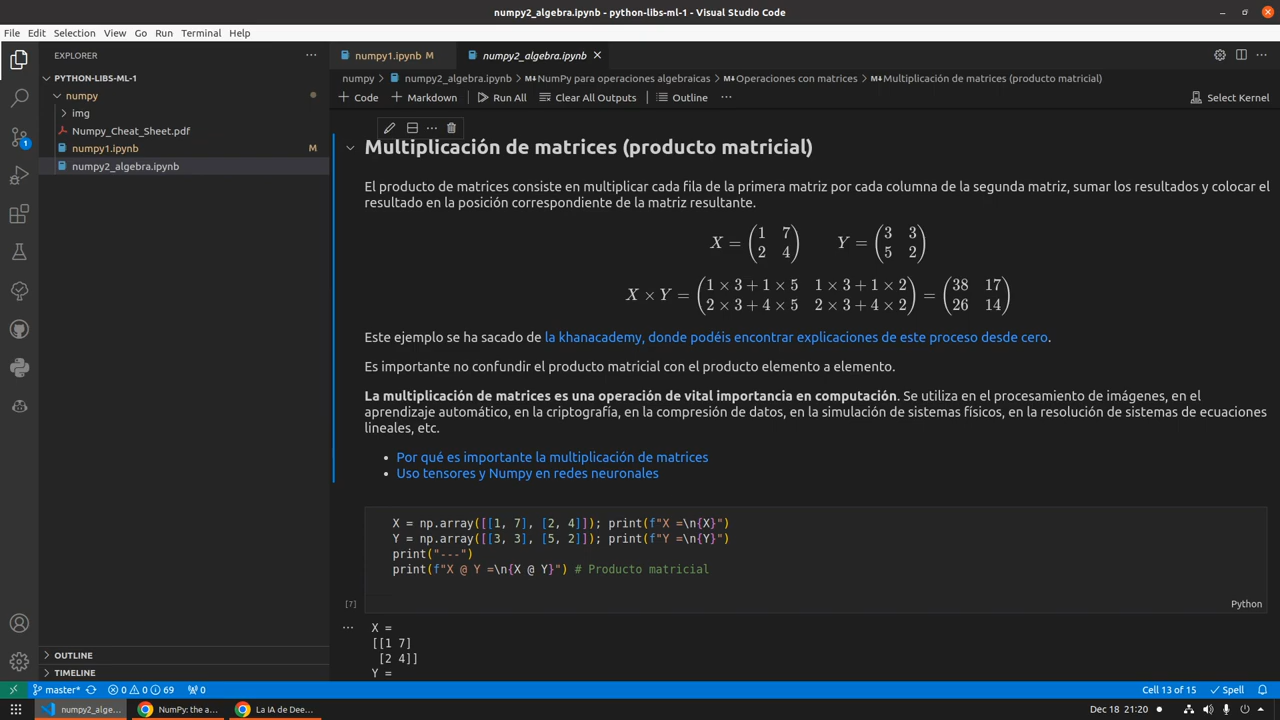 numpy2_algebra.ipynb - python-libs-ml-1 - Visual Studio Code
File Edit Selection View Go Run Terminal Help
EXPLORER
numpy1.ipynb M
numpy2_algebra.ipynb
PYTHON-LIBS-ML-1
numpy > numpy2_algebra.ipynb > M↓NumPy para operaciones algebraicas > M↓Operaciones con matrices > M↓Multiplicación de matrices (producto matricial)
numpy
+ Code + Markdown Run All Clear All Outputs Outline ... Select Kernel
img
Numpy_Cheat_Sheet.pdf
numpy1.ipynb M
numpy2_algebra.ipynb
Multiplicación de matrices (producto matricial)
El producto de matrices consiste en multiplicar cada fila de la primera matriz por cada columna de la segunda matriz, sumar los resultados y colocar el
resultado en la posición correspondiente de la matriz resultante.
X = (1 7 Y = (3 3
2 4) 5 2)
X × Y = (1 × 3 + 1 × 5 1 × 3 + 1 × 2 = (38 17
2 × 3 + 4 × 5 2 × 3 + 4 × 2) 26 14)
Este ejemplo se ha sacado de la khanacademy, donde podéis encontrar explicaciones de este proceso desde cero.
Es importante no confundir el producto matricial con el producto elemento a elemento.
La multiplicación de matrices es una operación de vital importancia en computación. Se utiliza en el procesamiento de imágenes, en el
aprendizaje automático, en la criptografía, en la compresión de datos, en la simulación de sistemas físicos, en la resolución de sistemas de ecuaciones
lineales, etc.
• Por qué es importante la multiplicación de matrices
• Uso tensores y Numpy en redes neuronales
X = np.array([[1, 7], [2, 4]]); print(f"X =\n{X}")
Y = np.array([[3, 3], [5, 2]]); print(f"Y =\n{Y}")
print("---")
print(f"X @ Y =\n{X @ Y}") # Producto matricial
[7] Python
... X =
[[1 7]
[2 4]]
Y =
OUTLINE
TIMELINE
master* 0 0 69 0 Cell 13 of 15 Spell
numpy2_alge... NumPy: the a... La IA de Dee... Dec 18 21:20